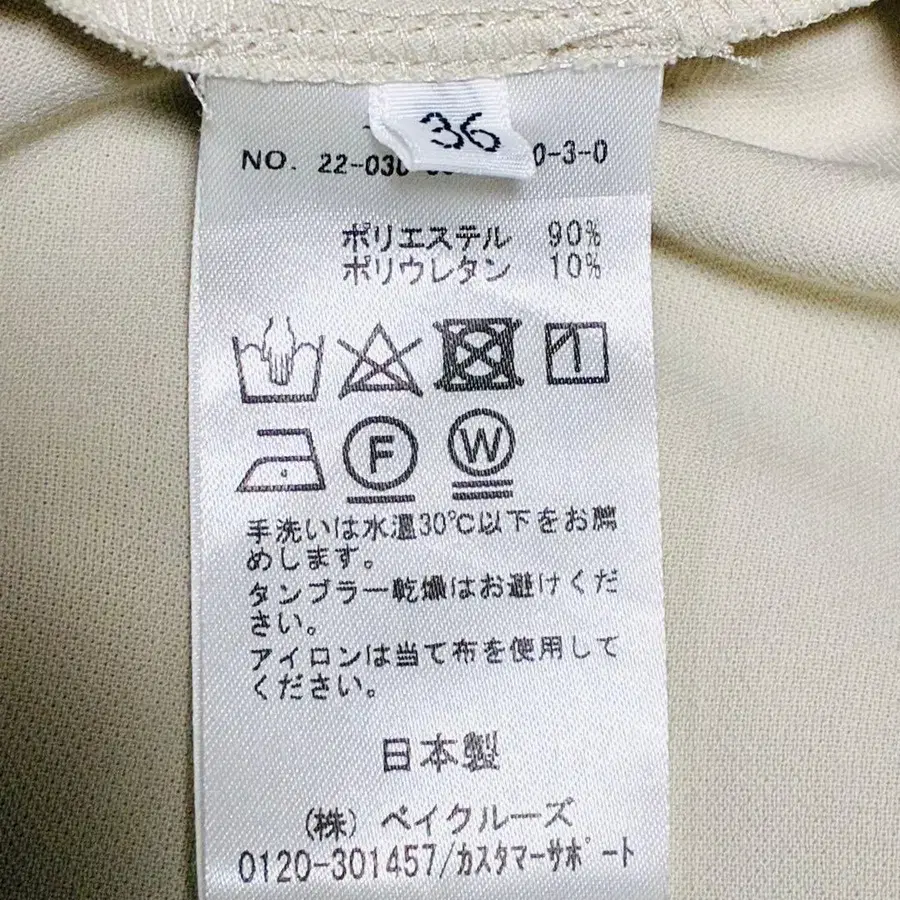 36
NO. 22-030 0-3-0
ポリエステル 90%
ポリウレタン 10%
F W
手洗いは水温30℃以下をお薦
めします。
タンブラー乾燥はお避けくだ
さい。
アイロンは当て布を使用して
ください。
日本製
(株) ベイクルーズ
0120-301457/カスタマーサポート